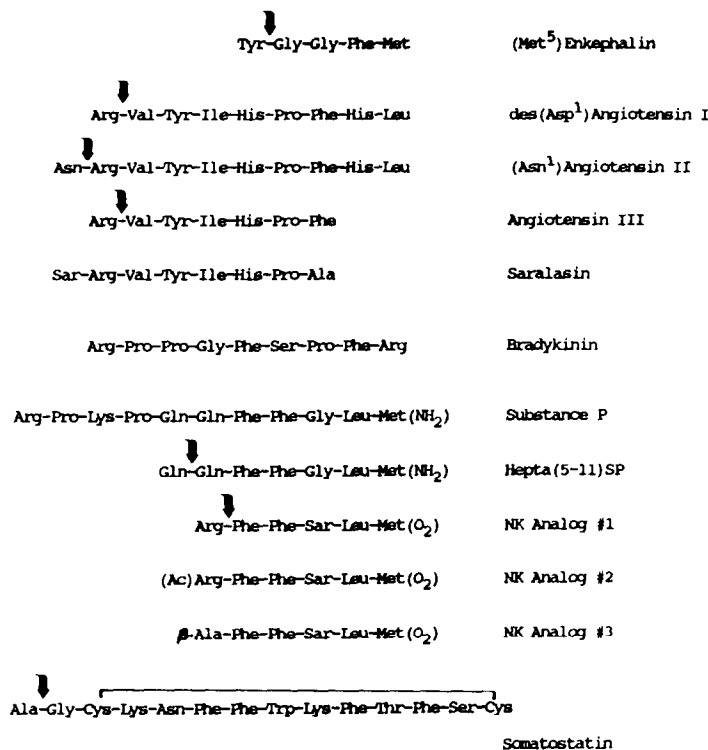 Tyr-Gly-Gly-Phe-Met (Met⁵)Enkephalin
Arg-Val-Tyr-Ile-His-Pro-Phe-His-Leu des(Asp¹)Angiotensin I
Asn-Arg-Val-Tyr-Ile-His-Pro-Phe-His-Leu (Asn¹)Angiotensin II
Arg-Val-Tyr-Ile-His-Pro-Phe Angiotensin III
Sar-Arg-Val-Tyr-Ile-His-Pro-Ala Saralasin
Arg-Pro-Pro-Gly-Phe-Ser-Pro-Phe-Arg Bradykinin
Arg-Pro-Lys-Pro-Gln-Gln-Phe-Phe-Gly-Leu-Met(NH₂) Substance P
Gln-Gln-Phe-Phe-Gly-Leu-Met(NH₂) Hepta(5-11)SP
Arg-Phe-Phe-Sar-Leu-Met(O₂) NK Analog #1
(Ac)Arg-Phe-Phe-Sar-Leu-Met(O₂) NK Analog #2
β-Ala-Phe-Phe-Sar-Leu-Met(O₂) NK Analog #3
Ala-Gly-Cys-Lys-Asn-Phe-Phe-Trp-Lys-Phe-Thr-Phe-Ser-Cys
Somatostatin